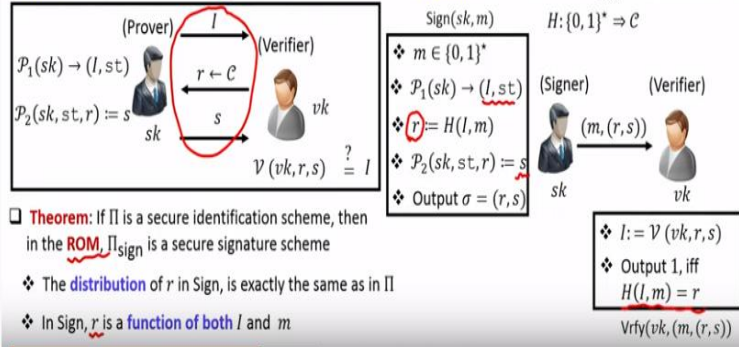 (Prover)
I
(Verifier)
P₁(sk) → (I,st)
r ← C
P₂(sk,st,r) := s
s
sk
vk
V (vk,r,s) ≟ I
Sign(sk,m)
❖ m ∈ {0,1}*
❖ P₁(sk) → (I,st)
❖ r := H(I,m)
❖ P₂(sk,st,r) := s
❖ Output σ = (r,s)
H: {0,1}* ⇒ C
(Signer)
(Verifier)
(m,(r,s))
sk
vk
❖ I := V (vk,r,s)
❖ Output 1, iff
H(I,m) = r
Vrfy(vk,(m,(r,s))
❑ Theorem: If Π is a secure identification scheme, then
in the ROM, Πsign is a secure signature scheme
❖ The distribution of r in Sign, is exactly the same as in Π
❖ In Sign, r is a function of both I and m